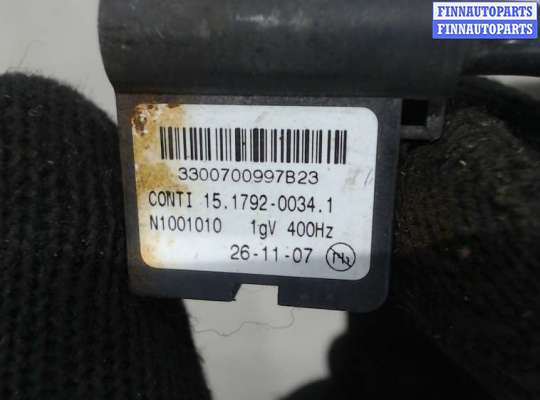 FINNAUTOPARTS
FINNAUTOPARTS
3300700997B23
CONTI 15.1792-0034.1
N1001010 1gV 400Hz
26-11-07